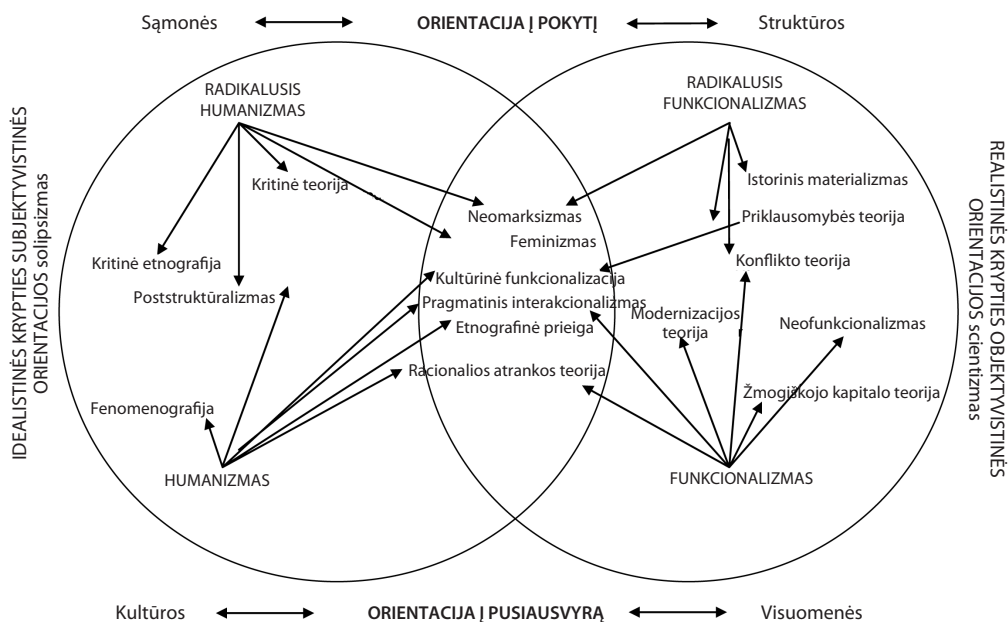 Sąmonės
ORIENTACIJA Į POKYTĮ
Struktūros
IDEALISTINĖS KRYPTIES SUBJEKTYVISTINĖS
ORIENTACIJOS solipsizmas
RADIKALUSIS
HUMANIZMAS
RADIKALUSIS
FUNKCIONALIZMAS
Kritinė teorija
Istorinis materializmas
Neomarksizmas
Priklausomybės teorija
Feminizmas
Kritinė etnografija
Konflikto teorija
Kultūrinė funkcionalizacija
Poststruktūralizmas
Pragmatinis interakcionalizmas
Modernizacijos
teorija
Etnografinė prieiga
Neofunkcionalizmas
Racionalios atrankos teorija
Žmogiškojo kapitalo teorija
Fenomenografija
HUMANIZMAS
FUNKCIONALIZMAS
REALISTINĖS KRYPTIES OBJEKTYVISTINĖS
ORIENTACIJOS scientizmas
Kultūros
ORIENTACIJA Į PUSIAUSVYRĄ
Visuomenės